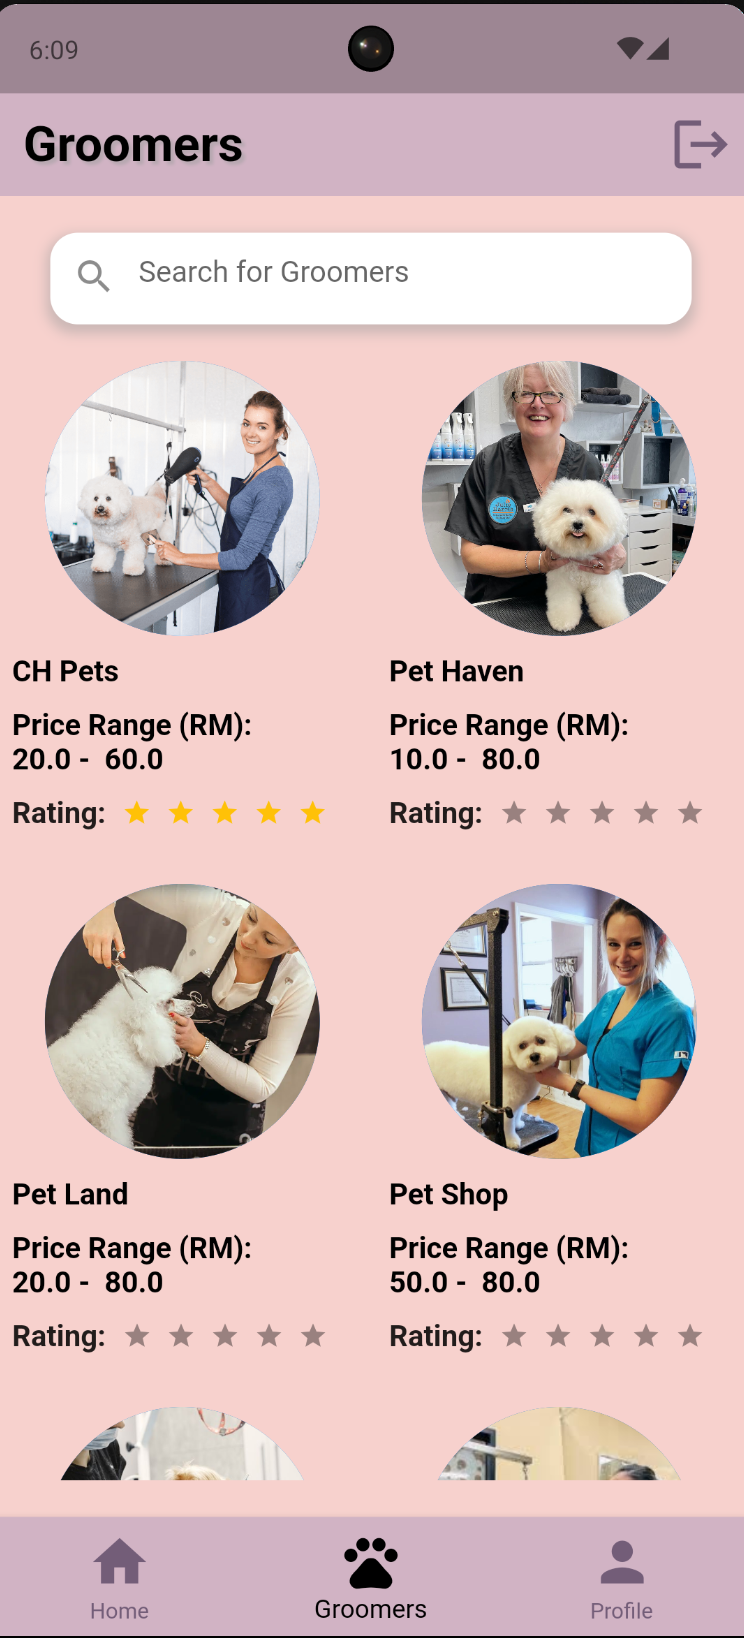 6:09
Groomers
Search for Groomers
CH Pets
Price Range (RM):
20.0 -  60.0
Rating:
Pet Haven
Price Range (RM):
10.0 -  80.0
Rating:
Pet Land
Price Range (RM):
20.0 -  80.0
Rating:
Pet Shop
Price Range (RM):
50.0 -  80.0
Rating:
Home
Groomers
Profile